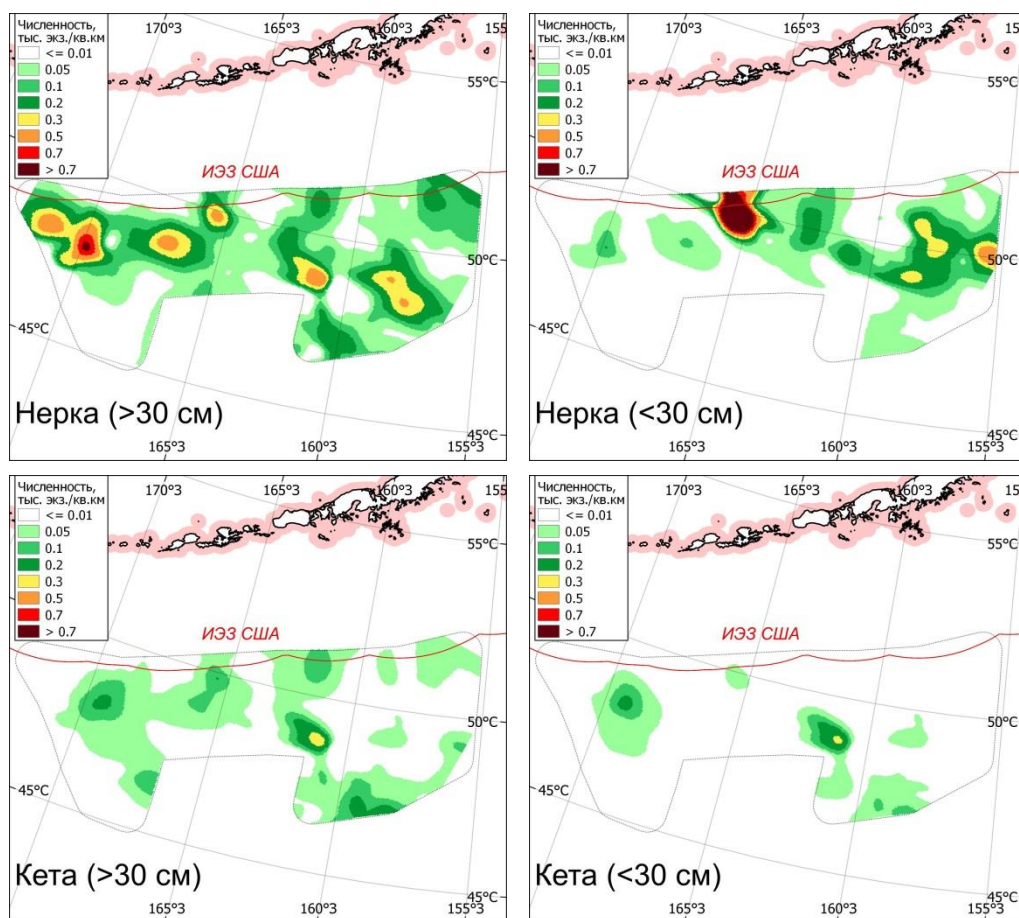 Численность,
тыс. экз./кв.км
<= 0.01
0.05
0.1
0.2
0.3
0.5
0.7
> 0.7
170°З
165°З
160°З
155
55°С
ИЭЗ США
50°С
45°С
Нерка (>30 см)
45°С
165°З
160°З
155°З
Численность,
тыс. экз./кв.км
<= 0.01
0.05
0.1
0.2
0.3
0.5
0.7
> 0.7
170°З
165°З
160°З
15
55°С
ИЭЗ США
50°С
45°С
Нерка (<30 см)
45°С
165°З
160°З
155°З
Численность,
тыс. экз./кв.км
<= 0.01
0.05
0.1
0.2
0.3
0.5
0.7
> 0.7
170°З
165°З
160°З
155
55°С
ИЭЗ США
50°С
45°С
Кета (>30 см)
45°С
165°З
160°З
155°З
Численность,
тыс. экз./кв.км
<= 0.01
0.05
0.1
0.2
0.3
0.5
0.7
> 0.7
170°З
165°З
160°З
15
55°С
ИЭЗ США
50°С
45°С
Кета (<30 см)
45°С
165°З
160°З
155°З